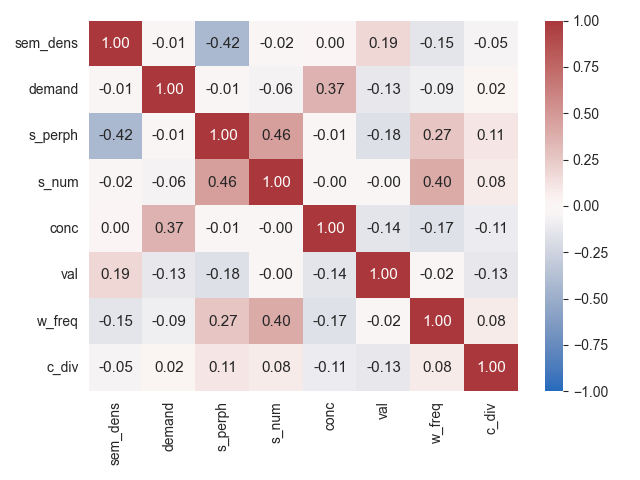 sem_dens 1.00 -0.01 -0.42 -0.02 0.00 0.19 -0.15 -0.05
demand -0.01 1.00 -0.01 -0.06 0.37 -0.13 -0.09 0.02
s_perph -0.42 -0.01 1.00 0.46 -0.01 -0.18 0.27 0.11
s_num -0.02 -0.06 0.46 1.00 -0.00 -0.00 0.40 0.08
conc 0.00 0.37 -0.01 -0.00 1.00 -0.14 -0.17 -0.11
val 0.19 -0.13 -0.18 -0.00 -0.14 1.00 -0.02 -0.13
w_freq -0.15 -0.09 0.27 0.40 -0.17 -0.02 1.00 0.08
c_div -0.05 0.02 0.11 0.08 -0.11 -0.13 0.08 1.00
sem_dens demand s_perph s_num conc val w_freq c_div
1.00
0.75
0.50
0.25
0.00
−0.25
−0.50
−0.75
−1.00